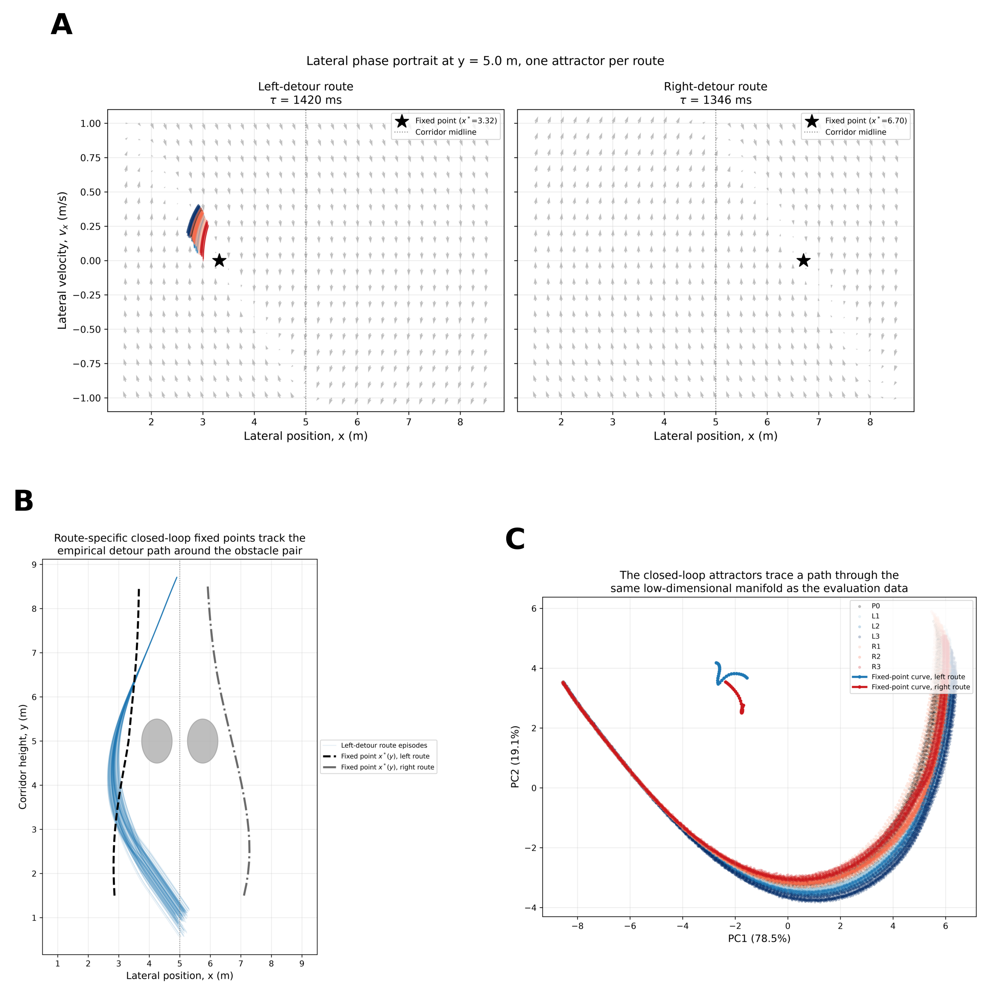 A
Lateral phase portrait at y = 5.0 m, one attractor per route
Left-detour route
τ = 1420 ms
Right-detour route
τ = 1346 ms
Fixed point (x*=3.32)
Corridor midline
Fixed point (x*=6.70)
Corridor midline
Lateral velocity, vₓ (m/s)
1.00
0.75
0.50
0.25
0.00
−0.25
−0.50
−0.75
−1.00
2 3 4 5 6 7 8
2 3 4 5 6 7 8
Lateral position, x (m)
Lateral position, x (m)
B
Route-specific closed-loop fixed points track the
empirical detour path around the obstacle pair
Corridor height, y (m)
9
8
7
6
5
4
3
2
1
1 2 3 4 5 6 7 8 9
Lateral position, x (m)
Left-detour route episodes
Fixed point x*(y), left route
Fixed point x*(y), right route
C
The closed-loop attractors trace a path through the
same low-dimensional manifold as the evaluation data
P0
L1
L2
L3
R1
R2
R3
Fixed-point curve, left route
Fixed-point curve, right route
PC2 (19.1%)
6
4
2
0
−2
−4
−8 −6 −4 −2 0 2 4 6
PC1 (78.5%)